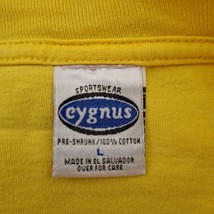 SPORTSWEAR
cygnus
PRE-SHRUNK/100% COTTON
L
MADE IN EL SALVADOR
OVER FOR CARE